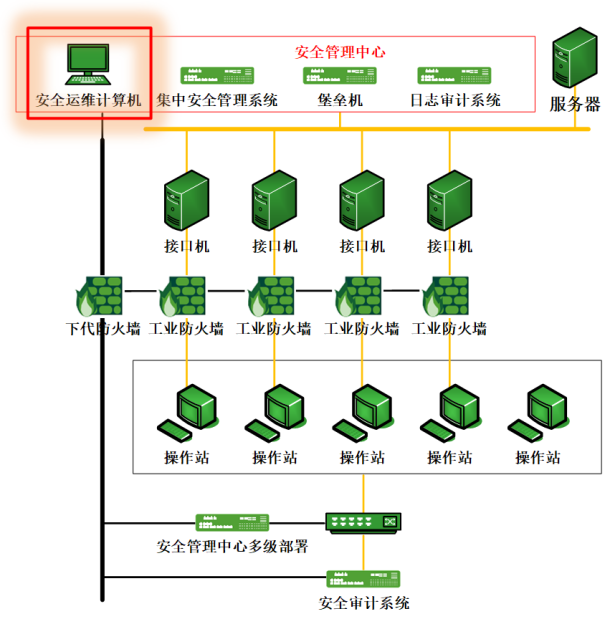 安全管理中心
安全运维计算机
集中安全管理系统
堡垒机
日志审计系统
服务器
接口机
接口机
接口机
接口机
下代防火墙
工业防火墙
工业防火墙
工业防火墙
工业防火墙
操作站
操作站
操作站
操作站
操作站
安全管理中心多级部署
安全审计系统